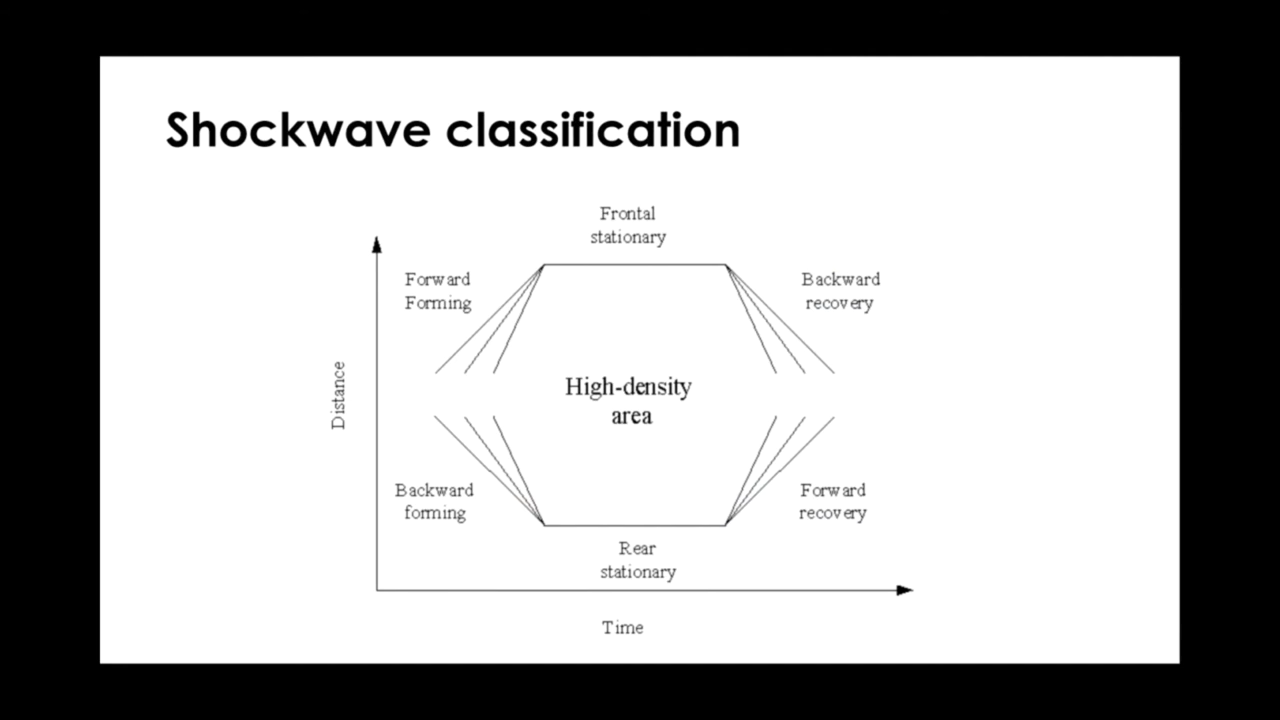 Shockwave classification
Frontal
stationary
Forward
Forming
Backward
recovery
Distance
High-density
area
Backward
forming
Forward
recovery
Rear
stationary
Time